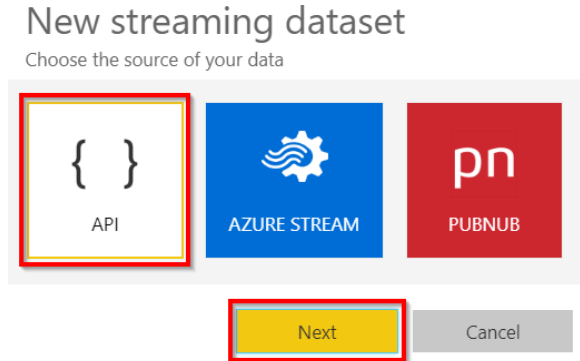 New streaming dataset
Choose the source of your data
{ }
pn
API
AZURE STREAM
PUBNUB
Next
Cancel